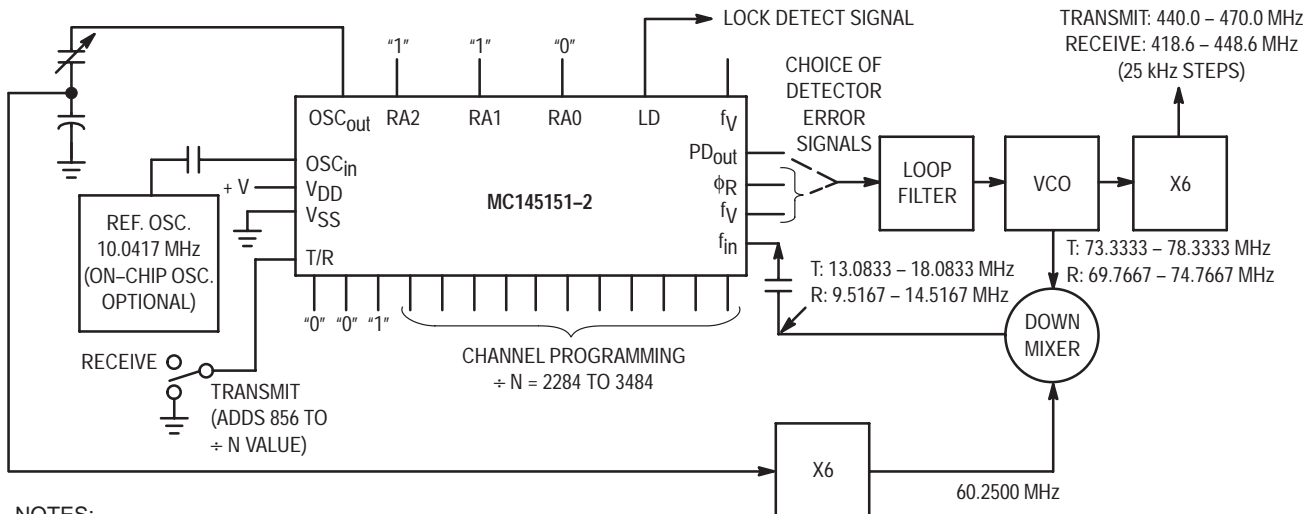 LOCK DETECT SIGNAL
TRANSMIT: 440.0 – 470.0 MHz
RECEIVE: 418.6 – 448.6 MHz
(25 kHz STEPS)
“1”
“1”
“0”
CHOICE OF
DETECTOR
ERROR
SIGNALS
OSCout
RA2
RA1
RA0
LD
fV
OSCin
+ V
VDD
VSS
T/R
MC145151–2
PDout
ϕR
fV
fin
LOOP
FILTER
VCO
X6
REF. OSC.
10.0417 MHz
(ON–CHIP OSC.
OPTIONAL)
T: 13.0833 – 18.0833 MHz
R: 9.5167 – 14.5167 MHz
T: 73.3333 – 78.3333 MHz
R: 69.7667 – 74.7667 MHz
“0” “0” “1”
DOWN
MIXER
RECEIVE
TRANSMIT
(ADDS 856 TO
÷ N VALUE)
CHANNEL PROGRAMMING
÷ N = 2284 TO 3484
X6
60.2500 MHz
NOTES: